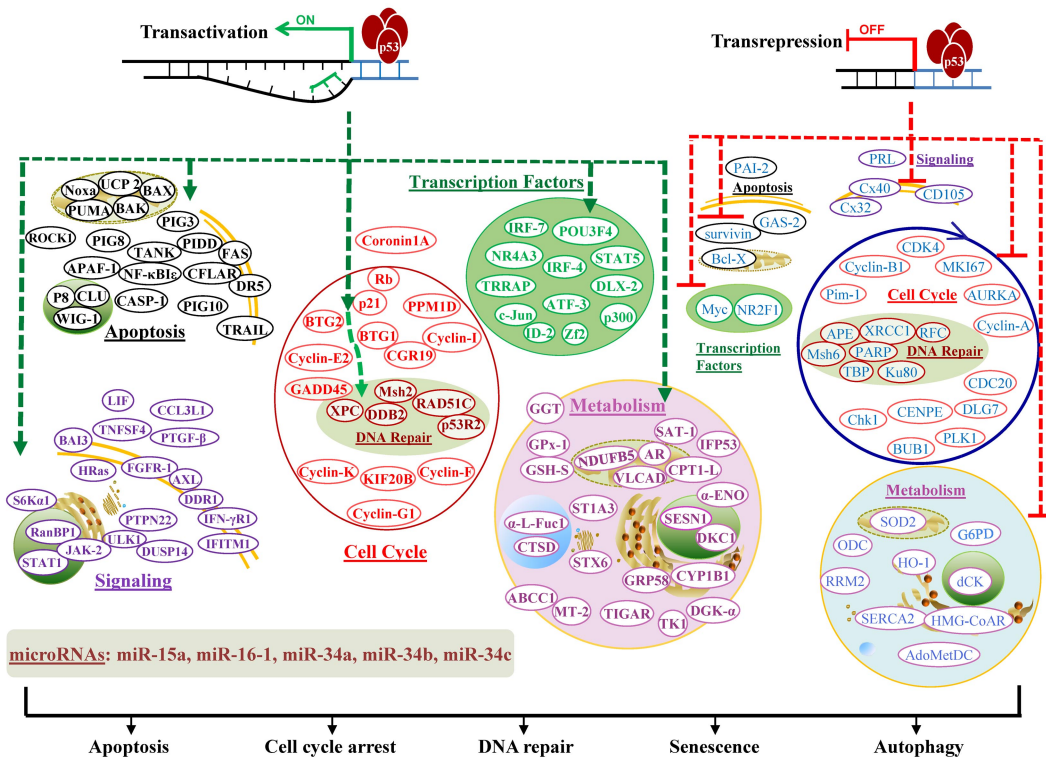 Transactivation
ON
p53
Transrepression
OFF
p53
Noxa
UCP 2
BAX
PUMA
BAK
PIG3
ROCK1
PIG8
TANK
PIDD
FAS
APAF-1
NF-κBIε
CFLAR
DR5
P8
CLU
WIG-1
CASP-1
PIG10
TRAIL
Apoptosis
LIF
CCL3L1
TNFSF4
BAI3
PTGF-β
HRas
FGFR-1
AXL
S6Kα1
DDR1
RanBP1
PTPN22
IFN-γR1
ULK1
JAK-2
DUSP14
IFITM1
STAT1
Signaling
Coronin1A
Rb
p21
PPM1D
BTG2
BTG1
Cyclin-I
Cyclin-E2
CGR19
GADD45
Msh2
XPC
DDB2
RAD51C
p53R2
DNA Repair
Cyclin-K
KIF20B
Cyclin-F
Cyclin-G1
Cell Cycle
Transcription Factors
IRF-7
POU3F4
NR4A3
IRF-4
STAT5
TRRAP
DLX-2
ATF-3
c-Jun
p300
ID-2
Zf2
Metabolism
GGT
SAT-1
GPx-1
IFP53
NDUFB5
AR
GSH-S
VLCAD
CPT1-L
α-ENO
ST1A3
α-L-Fuc1
SESN1
CTSD
DKC1
STX6
GRP58
CYP1B1
ABCC1
MT-2
TIGAR
TK1
DGK-α
PAI-2
Apoptosis
GAS-2
survivin
Bcl-X
Myc
NR2F1
Transcription
Factors
PRL
Signaling
Cx40
CD105
Cx32
CDK4
Cyclin-B1
MKI67
Pim-1
Cell Cycle
AURKA
APE
XRCC1
RFC
Cyclin-A
Msh6
PARP
DNA Repair
TBP
Ku80
CDC20
Chk1
CENPE
DLG7
BUB1
PLK1
Metabolism
SOD2
G6PD
ODC
HO-1
RRM2
dCK
SERCA2
HMG-CoAR
AdoMetDC
microRNAs: miR-15a, miR-16-1, miR-34a, miR-34b, miR-34c
Apoptosis
Cell cycle arrest
DNA repair
Senescence
Autophagy